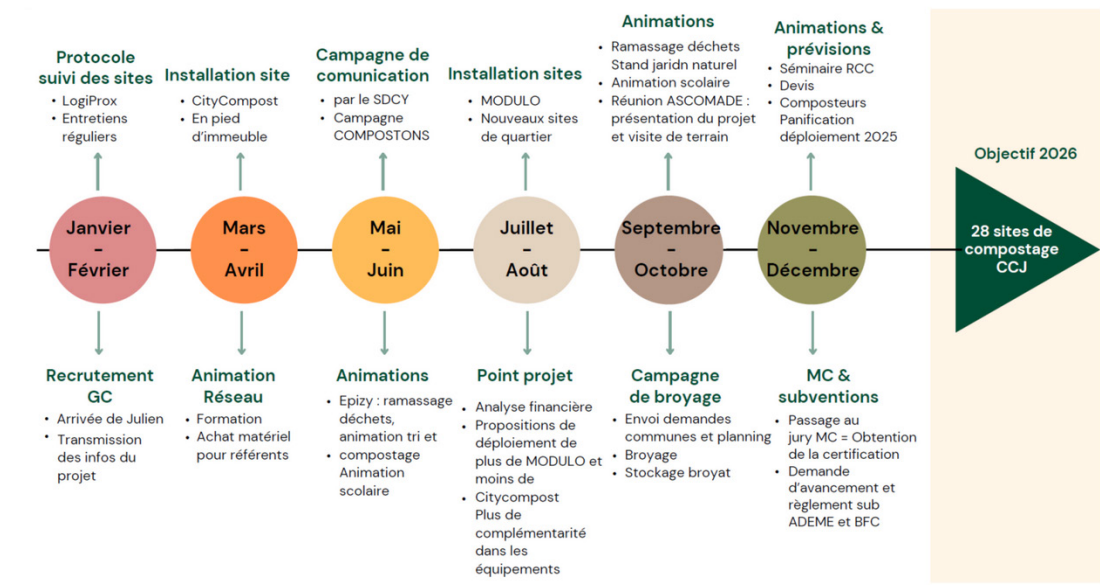 Protocole
suivi des sites
• LogiProx
• Entretiens
réguliers
Installation site
• CityCompost
• En pied
d'immeuble
Campagne de
comunication
• par le SDCY
• Campagne
COMPOSTONS
Installation sites
• MODULO
• Nouveaux sites
de quartier
Animations
• Ramassage déchets
Stand jaridn naturel
• Animation scolaire
• Réunion ASCOMADE :
présentation du projet
et visite de terrain
Animations &
prévisions
• Séminaire RCC
• Devis
• Composteurs
Panification
déploiement 2025
Objectif 2026
Janvier
–
Février
Mars
–
Avril
Mai
–
Juin
Juillet
–
Août
Septembre
–
Octobre
Novembre
–
Décembre
28 sites de
compostage
CCJ
Recrutement
GC
• Arrivée de Julien
• Transmission
des infos du
projet
Animation
Réseau
• Formation
• Achat matériel
pour référents
Animations
• Epizy : ramassage
déchets,
animation tri et
• compostage
Animation
scolaire
Point projet
• Analyse financière
• Propositions de
déploiement de
plus de MODULO et
moins de
• Citycompost
Plus de
complémentarité
dans les
équipements
Campagne
de broyage
• Envoi demandes
communes et planning
• Broyage
• Stockage broyat
MC &
subventions
• Passage au
jury MC = Obtention
de la certification
• Demande
d'avancement et
règlement sub
ADEME et BFC